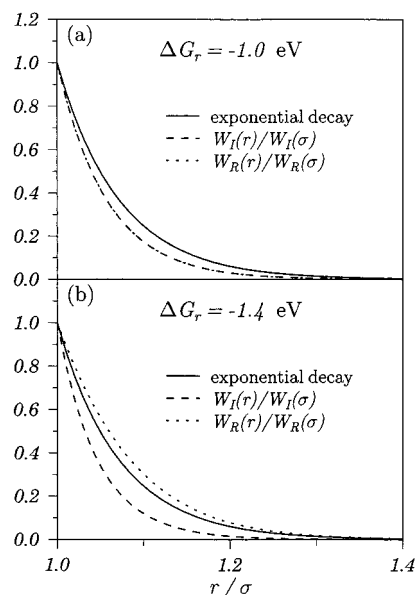 1.2
(a)
ΔG_r = -1.0 eV
1.0
exponential decay
0.8
W_I(r)/W_I(σ)
W_R(r)/W_R(σ)
0.6
0.4
0.2
0.0
(b)
ΔG_r = -1.4 eV
1.0
exponential decay
0.8
W_I(r)/W_I(σ)
W_R(r)/W_R(σ)
0.6
0.4
0.2
0.0
1.0 1.2 1.4
r / σ